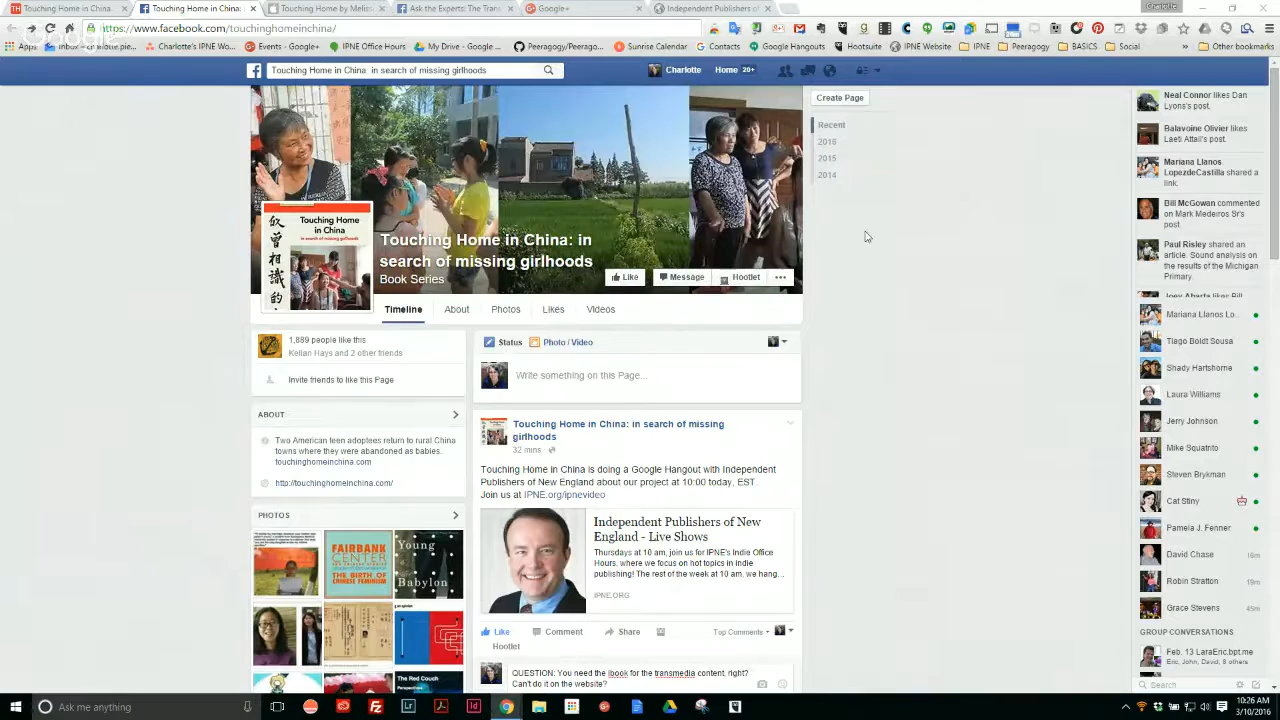 Charlotte
Touching Home in China
Touching Home in China:
Touching Home by Meliss
Ask the Experts: The Tran
Google+
Independent Publishers of
https://www.facebook.com/touchinghomeinchina/
Apps
Charlotte's IPNE Wo
Events - Google+
IPNE Office Hours
My Drive - Google ...
Peeragogy/Peeragog
Sunrise Calendar
Contacts
Google Hangouts
Hootsuite
IPNE Website
IPNE
Peeragogy
BASICS
Social
Other bookmarks
Touching Home in China: in search of missing girlhoods
Charlotte
Home 20+
Create Page
Recent
2016
2015
2014
Touching Home
in China
in search of missing girlhoods
Touching Home in China: in
search of missing girlhoods
Book Series
Like
Message
Hootlet
Timeline
About
Photos
Likes
Videos
1,889 people like this
Kelian Hays and 2 other friends
Invite friends to like this Page
ABOUT
Two American teen adoptees return to rural China
towns where they were abandoned as babies.
touchinghomeinchina.com
http://touchinghomeinchina.com/
PHOTOS
FAIRBANK
CENTER
THE BIRTH OF
CHINESE FEMINISM
Young
Babylon
The Red Couch
Status
Photo / Video
Write something on this Page...
Touching Home in China: in search of missing
girlhoods
32 mins
Touching Home in China is doing a Google Hangout with Independent
Publishers of New England about our project at 10:00 today, EST.
Join us at IPNE.org/ipnevideo
Independent Publishers of New
England - Live Shows
Thursdays at 10 am, join us for IPNE's Indie Office
Hours, where we focus on hot topics in indie
publishing! The rest of the week at 10 am, we hang...
IPNE.ORG
Like
Comment
Share
Top Comments
Hootlet
QUESTION: You need the ibook for the transmedia content, right?
Can't do it on the website?
Neal Connor likes Dan
Lyons's post.
Balavoine Olivier likes
Laeti Attali's post.
Mariana Llanos
LopezdeCastilla shared a
link.
Bill McGowan commented
on Mark Medeiros Sr's
post.
Paul Risley shared an
article. Sound analysis on
the results of the Michigan
Primary.
Mariana Llanos Lo...
Tiago Boldt Sousa
Shady Hartshorne
Laura Williams
Jerry Johnson
Mike Squatrito
Steven Brykman
Cat Stiny
Pamela J. Fenner
David Chase 16m
Robin Stratton 19m
Grace Stevens 45m
GROUP CONVERSATIONS
Feb. 13 LaraEric.bpt.me
Eric, John, David, 8 others
Search
Ask me anything
10:26 AM
3/10/2016